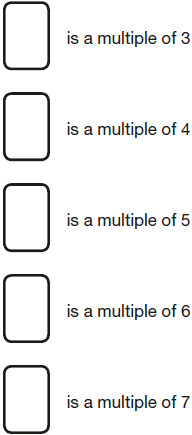 is a multiple of 3
is a multiple of 4
is a multiple of 5
is a multiple of 6
is a multiple of 7